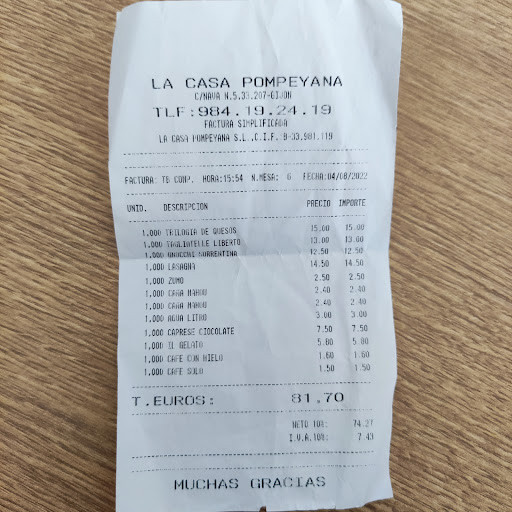 LA CASA POMPEYANA
C/NAVA N.5,33.207-GIJON
TLF:984.19.24.19
FACTURA SIMPLIFICADA
LA CASA POMPEYANA S.L.,C.I.F. B-33.981.119
FACTURA: TB COMP. HORA:15:54 N.MESA: 6 FECHA:04/08/2022
UNID. DESCRIPCION PRECIO IMPORTE
1,000 TRILOGIA DE QUESOS 15.00 15.00
1,000 TAGLIATELLE LIBERTO 13.00 13.00
1,000 GNOCCHI SORRENTINA 12.50 12.50
1,000 LASAGNA 14.50 14.50
1,000 ZUMO 2.50 2.50
1,000 CAÑA MAHOU 2.40 2.40
1,000 CAÑA MAHOU 2.40 2.40
1,000 AGUA LITRO 3.00 3.00
1,000 CAPRESE CIOCOLATE 7.50 7.50
1,000 IL GELATO 5.80 5.80
1,000 CAFE CON HIELO 1.60 1.60
1,000 CAFE SOLO 1.50 1.50
T.EUROS: 81.70
NETO 10%: 74.27
I.V.A.10%: 7.43
MUCHAS GRACIAS